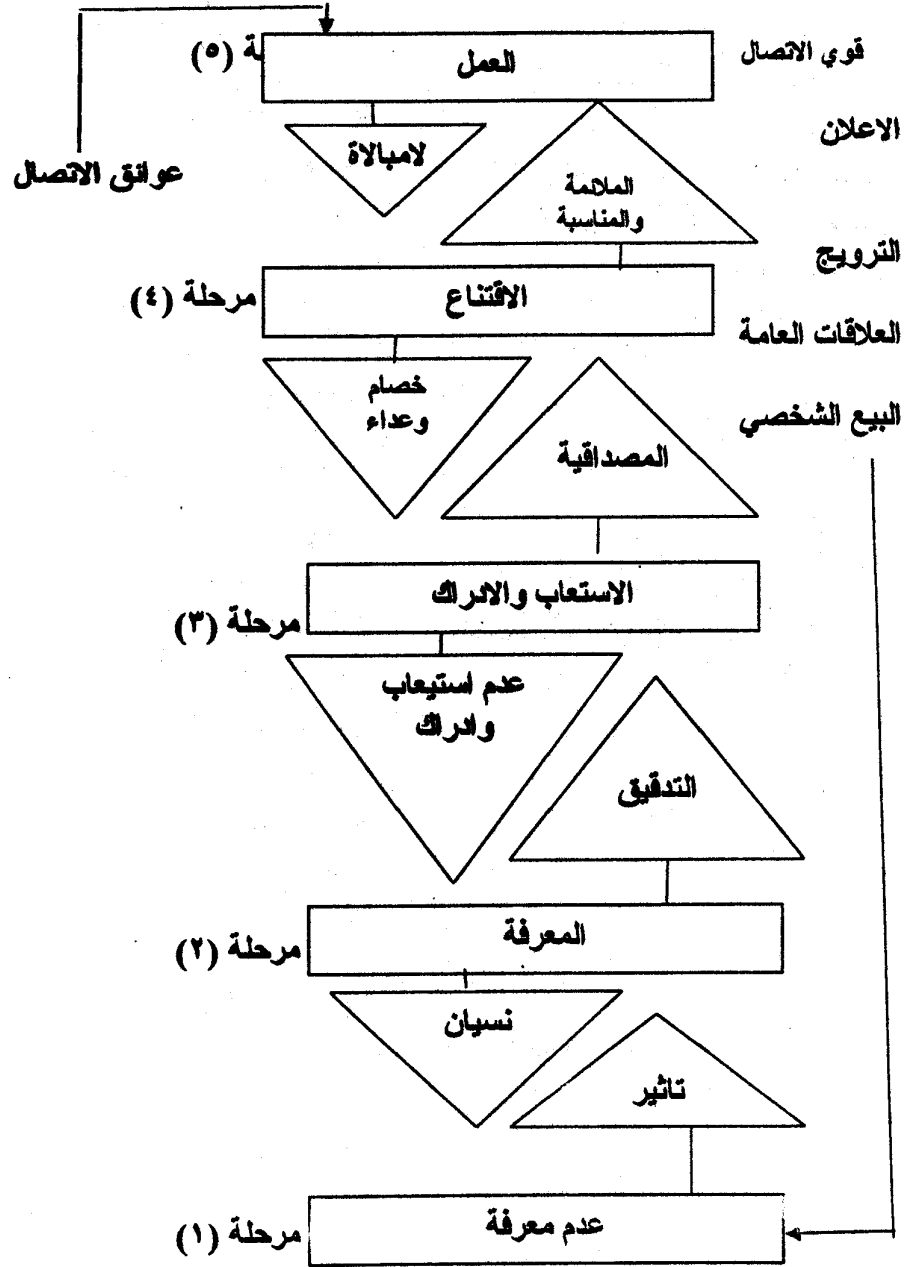 قوي الاتصال
العمل
ة (٥)
الاعلان
لامبالاة
الملائمة
والمناسبة
عوائق الاتصال
الترويج
الاقتناع
مرحلة (٤)
العلاقات العامة
خصام
وعداء
البيع الشخصي
المصداقية
الاستعاب والادراك
مرحلة (٣)
عدم استيعاب
وادراك
التدقيق
المعرفة
مرحلة (٢)
نسيان
تاثير
عدم معرفة
مرحلة (١)